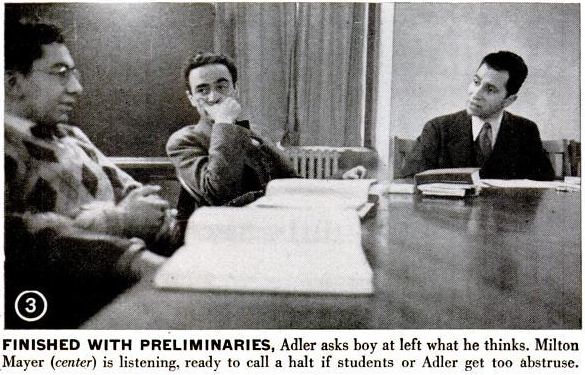 3
FINISHED WITH PRELIMINARIES, Adler asks boy at left what he thinks. Milton
Mayer (center) is listening, ready to call a halt if students or Adler get too abstruse.